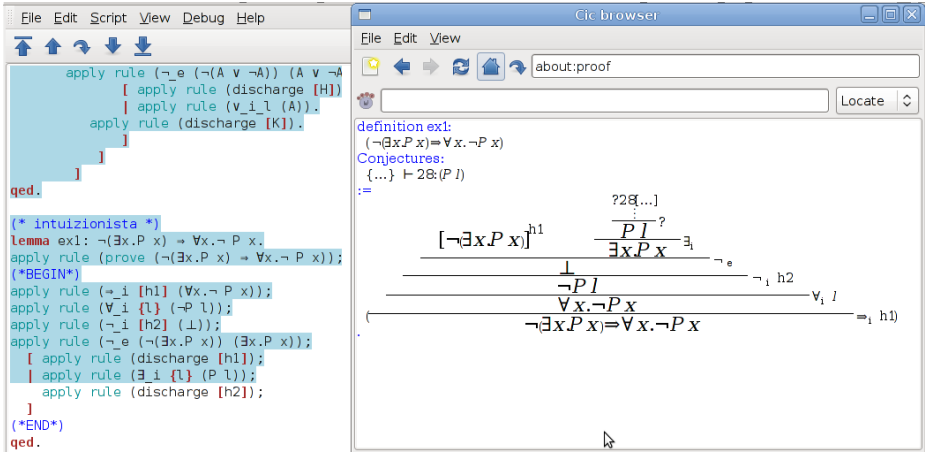 File Edit Script View Debug Help
apply rule (¬_e (¬(A ∨ ¬A)) (A ∨ ¬A
[ apply rule (discharge [H])
| apply rule (∨_i_l (A)).
apply rule (discharge [K]).
]
]
]
qed.
(* intuizionista *)
lemma ex1: ¬(∃x.P x) ⇒ ∀x.¬ P x.
apply rule (prove (¬(∃x.P x) ⇒ ∀x.¬ P x));
(*BEGIN*)
apply rule (⇒_i [h1] (∀x.¬ P x));
apply rule (∀_i {l} (¬P l));
apply rule (¬_i [h2] (⊥));
apply rule (¬_e (¬(∃x.P x)) (∃x.P x));
[ apply rule (discharge [h1]);
| apply rule (∃_i {l} (P l));
apply rule (discharge [h2]);
]
(*END*)
qed.
Cic browser
File Edit View
about:proof
Locate
definition ex1:
(¬(∃x.P x)⇒∀x.¬P x)
Conjectures:
{...} ⊢28:(P l)
:=
?28[...]
⋮
?
[¬(∃x.P x)]h1 P l
∃x.P x ∃i
⊥ ¬e
¬P l ¬i h2
∀x.¬P x ∀i l
( ¬(∃x.P x)⇒∀x.¬P x ⇒i h1)
.